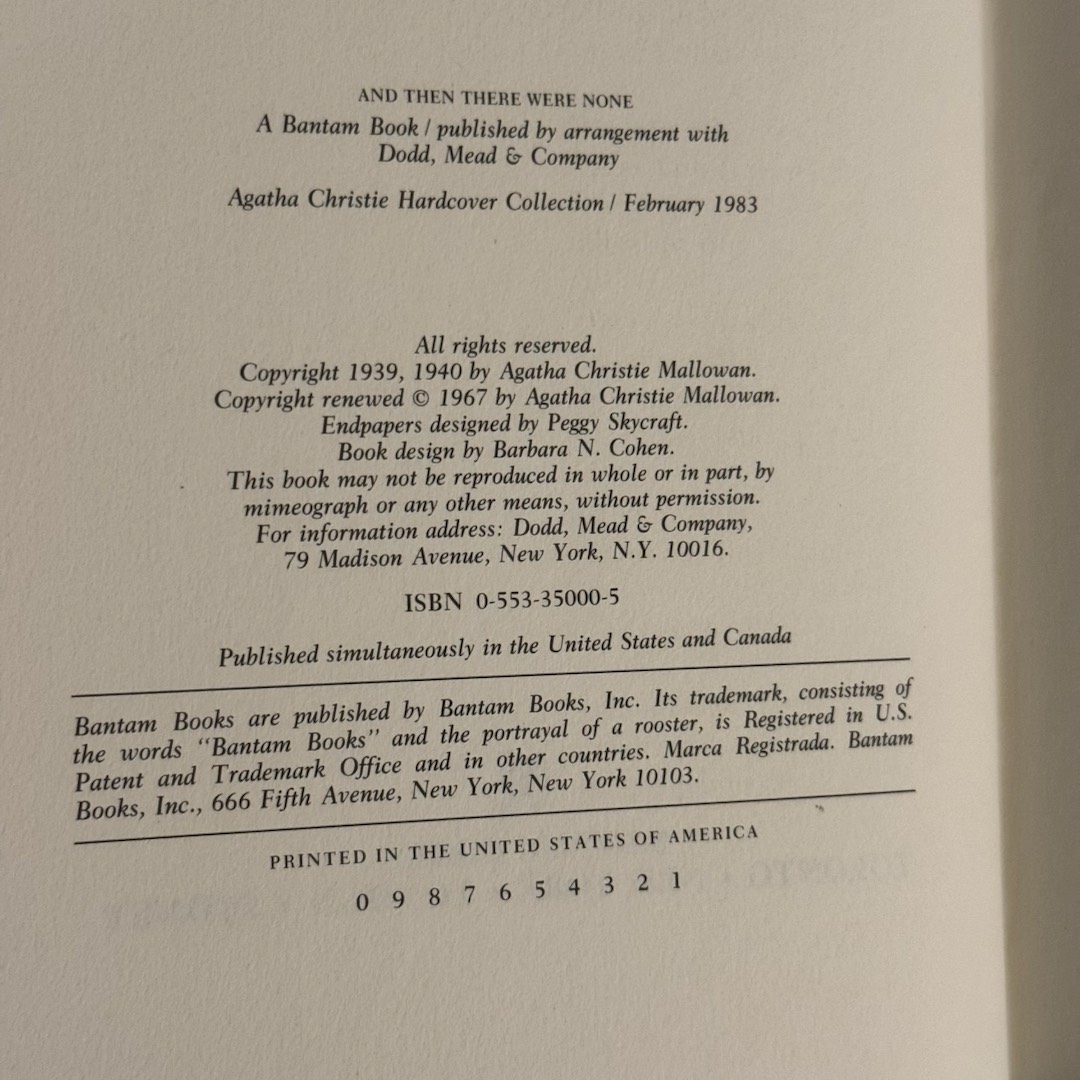 AND THEN THERE WERE NONE
A Bantam Book / published by arrangement with
Dodd, Mead & Company
Agatha Christie Hardcover Collection / February 1983
All rights reserved.
Copyright 1939, 1940 by Agatha Christie Mallowan.
Copyright renewed © 1967 by Agatha Christie Mallowan.
Endpapers designed by Peggy Skycraft.
Book design by Barbara N. Cohen.
This book may not be reproduced in whole or in part, by
mimeograph or any other means, without permission.
For information address: Dodd, Mead & Company,
79 Madison Avenue, New York, N.Y. 10016.
ISBN 0-553-35000-5
Published simultaneously in the United States and Canada
Bantam Books are published by Bantam Books, Inc. Its trademark, consisting of
the words "Bantam Books" and the portrayal of a rooster, is Registered in U.S.
Patent and Trademark Office and in other countries. Marca Registrada. Bantam
Books, Inc., 666 Fifth Avenue, New York, New York 10103.
PRINTED IN THE UNITED STATES OF AMERICA
0 9 8 7 6 5 4 3 2 1